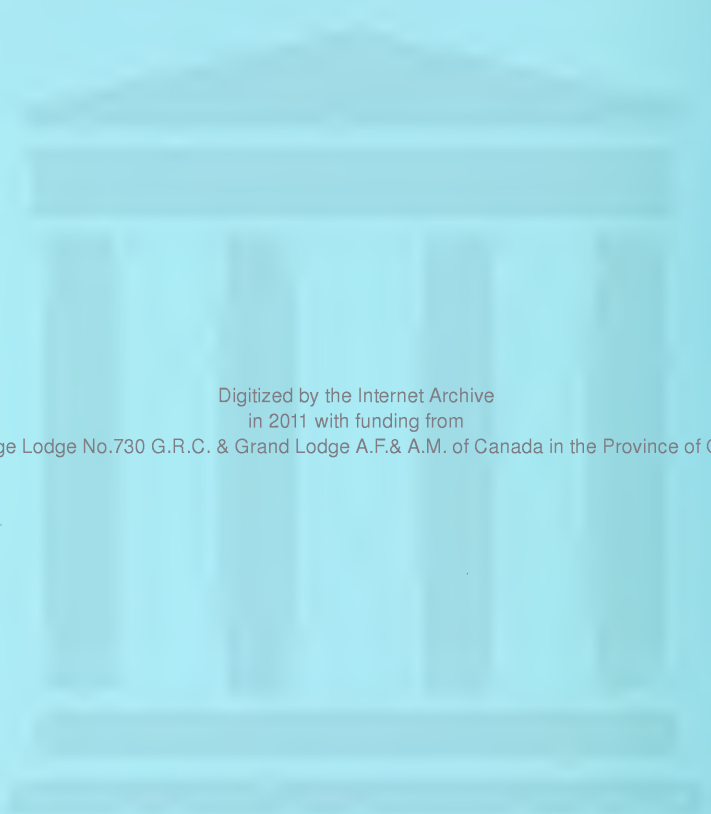 Digitized by the Internet Archive
in 2011 with funding from
ge Lodge No.730 G.R.C. & Grand Lodge A.F.& A.M. of Canada in the Province of